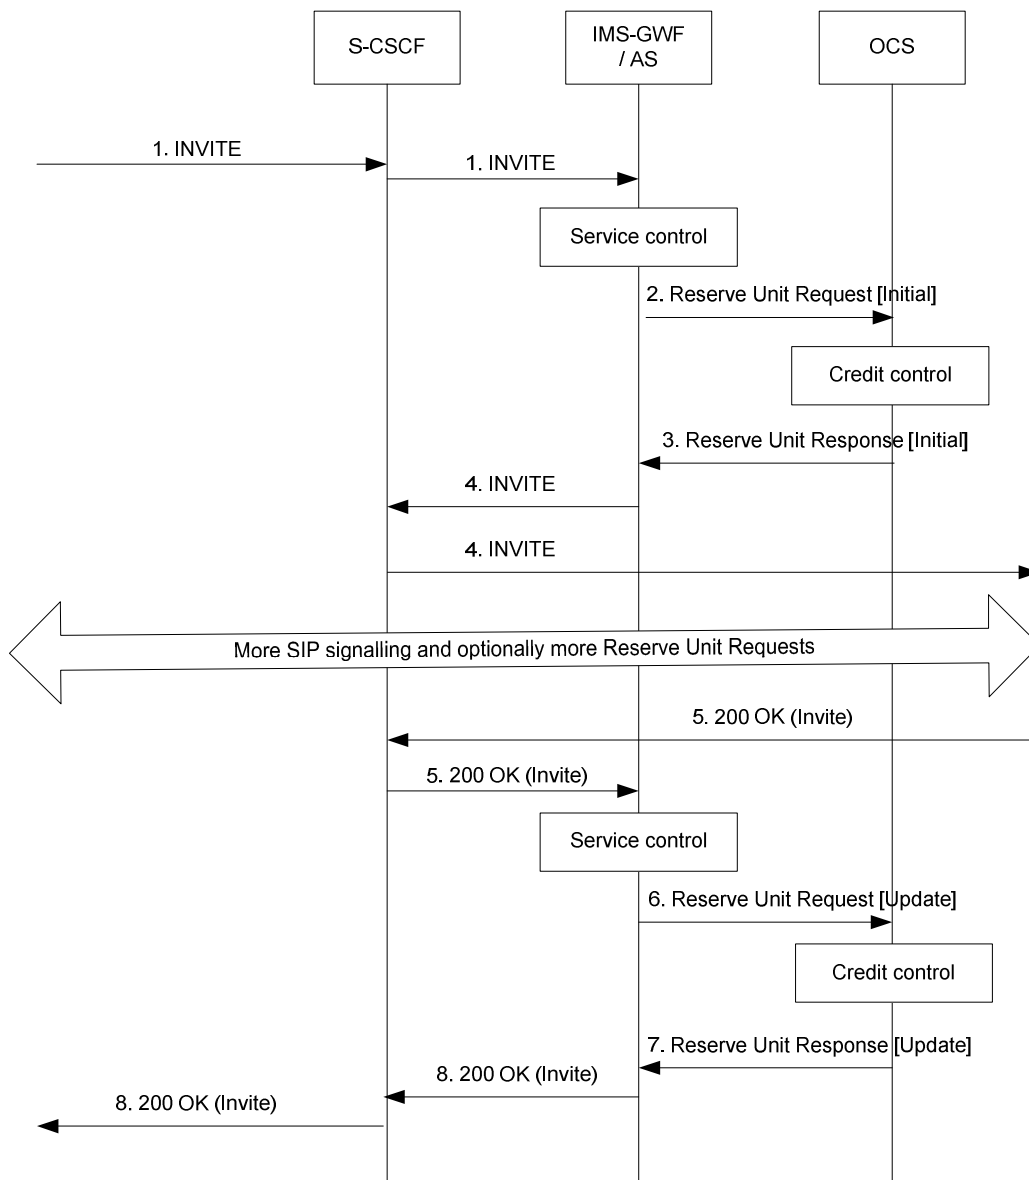 S-CSCF
IMS-GWF
/ AS
OCS
1. INVITE
1. INVITE
Service control
2. Reserve Unit Request [Initial]
Credit control
3. Reserve Unit Response [Initial]
4. INVITE
4. INVITE
More SIP signalling and optionally more Reserve Unit Requests
5. 200 OK (Invite)
5. 200 OK (Invite)
Service control
6. Reserve Unit Request [Update]
Credit control
7. Reserve Unit Response [Update]
8. 200 OK (Invite)
8. 200 OK (Invite)